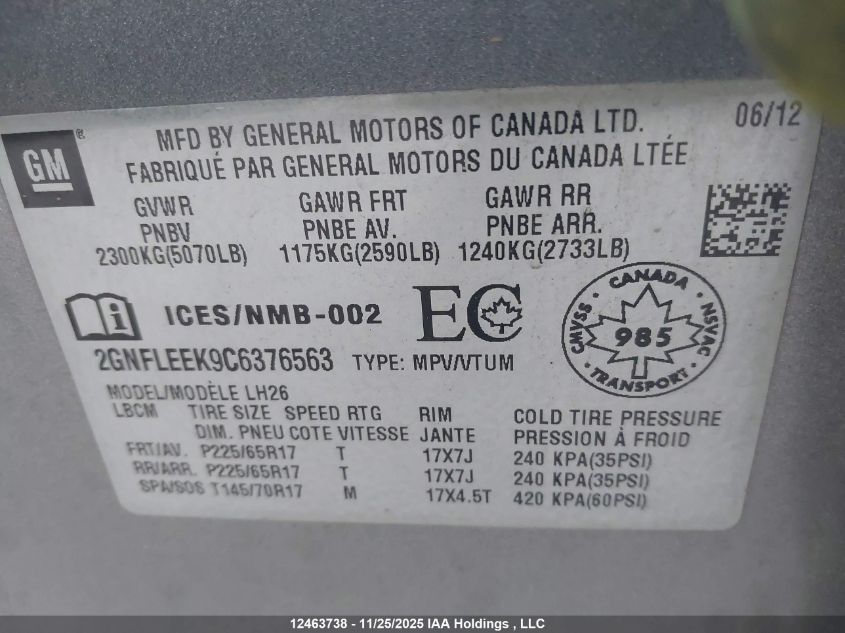 GM
®
MFD BY GENERAL MOTORS OF CANADA LTD.
06/12
FABRIQUÉ PAR GENERAL MOTORS DU CANADA LTÉE
GVWR GAWR FRT GAWR RR
PNBV PNBE AV. PNBE ARR.
2300KG(5070LB) 1175KG(2590LB) 1240KG(2733LB)
ICES/NMB-002
EC
CANADA
CMVSS
985
NSVAC
TRANSPORT
2GNFLEEK9C6376563 TYPE: MPV/VTUM
MODEL/MODÈLE LH26
LBCM TIRE SIZE SPEED RTG RIM COLD TIRE PRESSURE
DIM. PNEU COTE VITESSE JANTE PRESSION À FROID
FRT/AV. P225/65R17 T 17X7J 240 KPA(35PSI)
RR/ARR. P225/65R17 T 17X7J 240 KPA(35PSI)
SPA/SOS T145/70R17 M 17X4.5T 420 KPA(60PSI)
12463738 - 11/25/2025 IAA Holdings , LLC